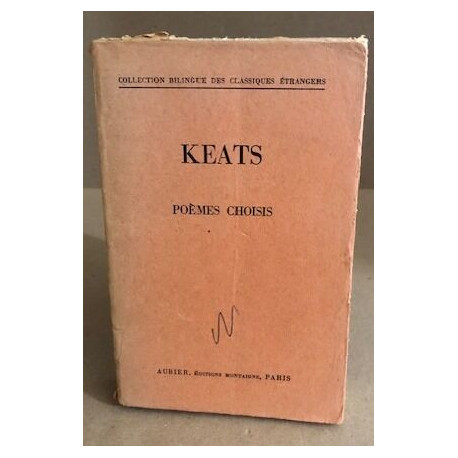 COLLECTION BILINGUE DES CLASSIQUES ÉTRANGERS
KEATS
POÈMES CHOISIS
AUBIER, ÉDITIONS MONTAIGNE, PARIS